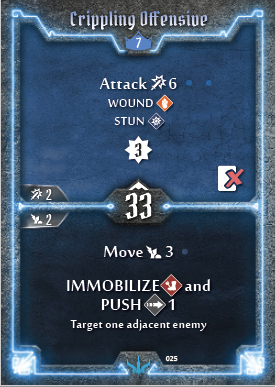 Crippling Offensive
7
Attack 6
WOUND
STUN
3
2
33
2
Move 3
IMMOBILIZE and
PUSH 1
Target one adjacent enemy
025